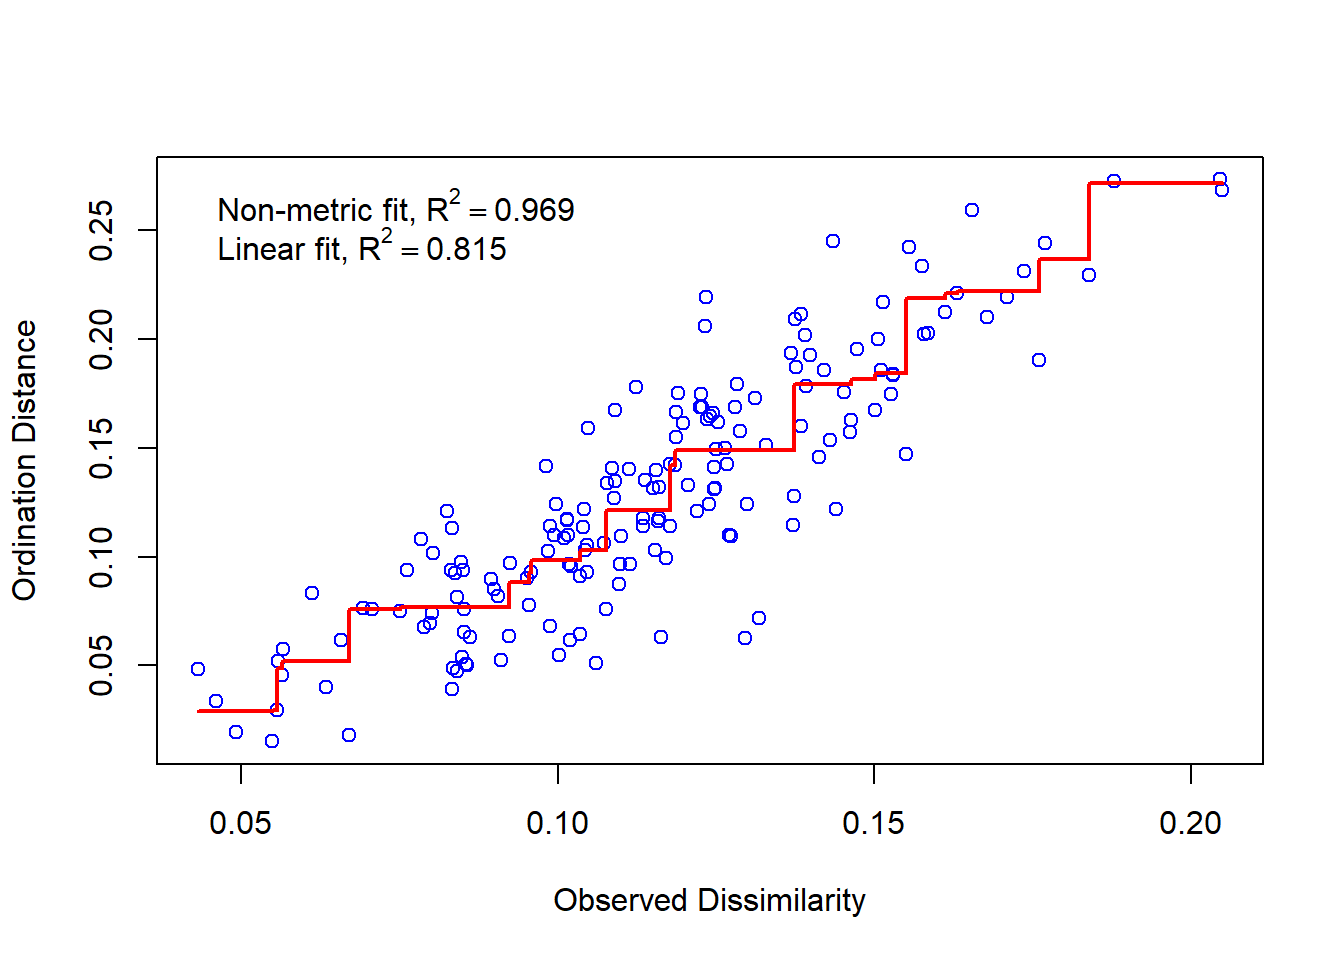 Non-metric fit, R² = 0.969
Linear fit, R² = 0.815
Ordination Distance
0.25
0.20
0.15
0.10
0.05
0.05 0.10 0.15 0.20
Observed Dissimilarity